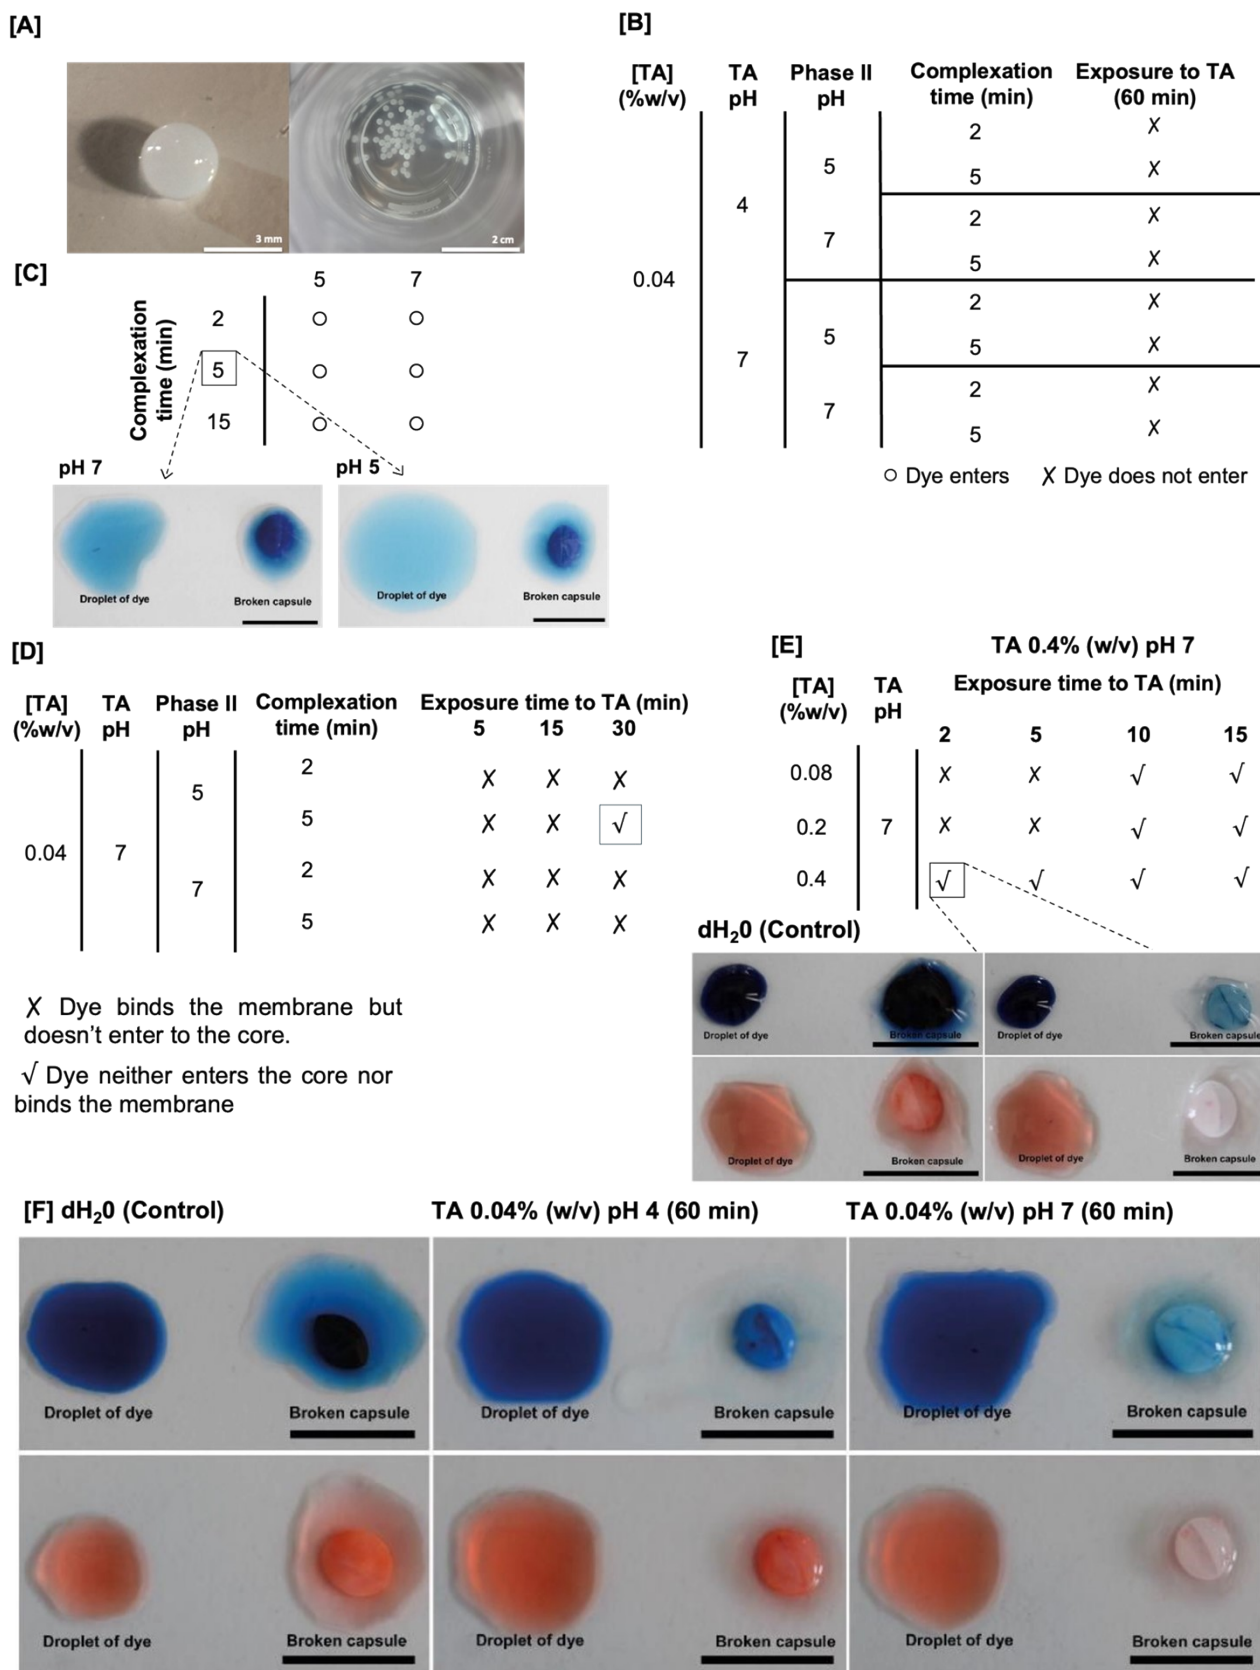 [A]
3 mm
2 cm
[B]
[TA] TA Phase II Complexation Exposure to TA
(%w/v) pH pH time (min) (60 min)
2 X
5
5 X
4
2 X
7
5 X
0.04
2 X
5
5 X
7
2 X
7
5 X
O Dye enters X Dye does not enter
[C]
5 7
Complexation
time (min)
2 O O
5 O O
15 O O
pH 7 pH 5
Droplet of dye Broken capsule Droplet of dye Broken capsule
[D]
[TA] TA Phase II Complexation Exposure time to TA (min)
(%w/v) pH pH time (min) 5 15 30
2 X X X
5
5 X X √
0.04 7
2 X X X
7
5 X X X
X Dye binds the membrane but
doesn't enter to the core.
√ Dye neither enters the core nor
binds the membrane
[E] TA 0.4% (w/v) pH 7
[TA] TA Exposure time to TA (min)
(%w/v) pH
2 5 10 15
0.08 X X √ √
0.2 7 X X √ √
0.4 √ √ √ √
dH₂0 (Control)
Droplet of dye Broken capsule Droplet of dye Broken capsule
Droplet of dye Broken capsule Droplet of dye Broken capsule
[F] dH₂0 (Control) TA 0.04% (w/v) pH 4 (60 min) TA 0.04% (w/v) pH 7 (60 min)
Droplet of dye Broken capsule Droplet of dye Broken capsule Droplet of dye Broken capsule
Droplet of dye Broken capsule Droplet of dye Broken capsule Droplet of dye Broken capsule